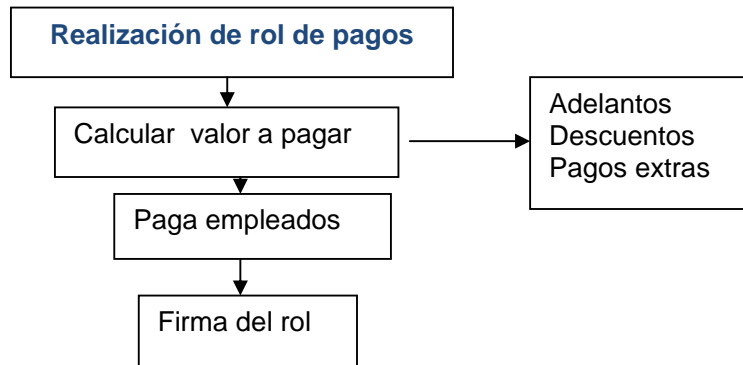 Realización de rol de pagos
Calcular valor a pagar
Adelantos
Descuentos
Pagos extras
Paga empleados
Firma del rol